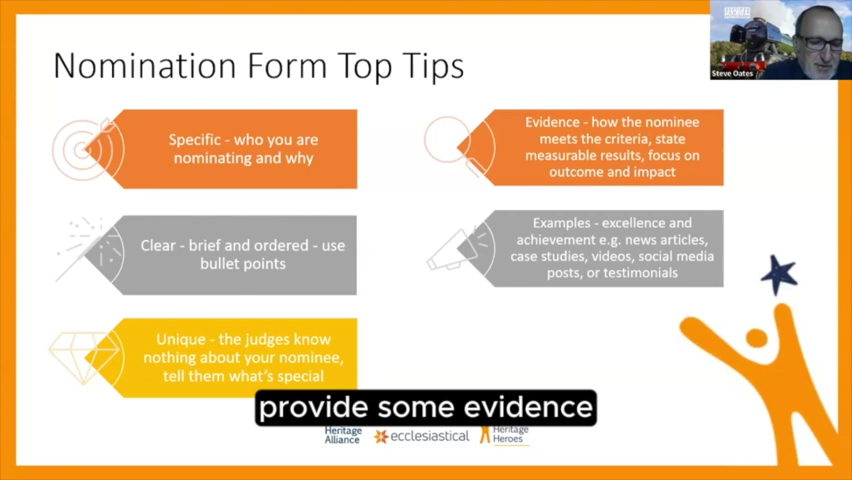 Nomination Form Top Tips
Steve Oates
Specific - who you are
nominating and why
Evidence - how the nominee
meets the criteria, state
measurable results, focus on
outcome and impact
Clear - brief and ordered - use
bullet points
Examples - excellence and
achievement e.g. news articles,
case studies, videos, social media
posts, or testimonials
Unique - the judges know
nothing about your nominee,
tell them what's special
provide some evidence
Heritage
Alliance
ecclesiastical
Heritage
Heroes